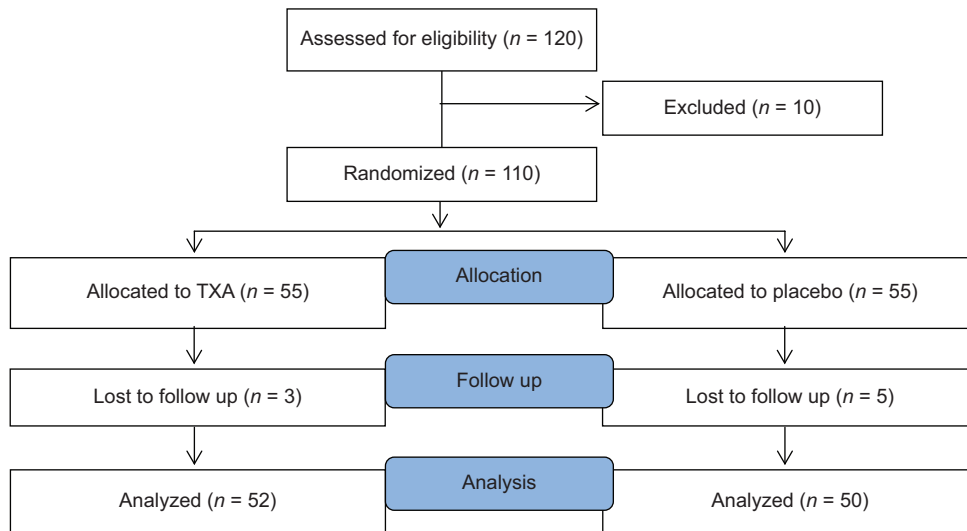 Assessed for eligibility (n = 120)
Excluded (n = 10)
Randomized (n = 110)
Allocation
Allocated to TXA (n = 55)
Allocated to placebo (n = 55)
Follow up
Lost to follow up (n = 3)
Lost to follow up (n = 5)
Analysis
Analyzed (n = 52)
Analyzed (n = 50)